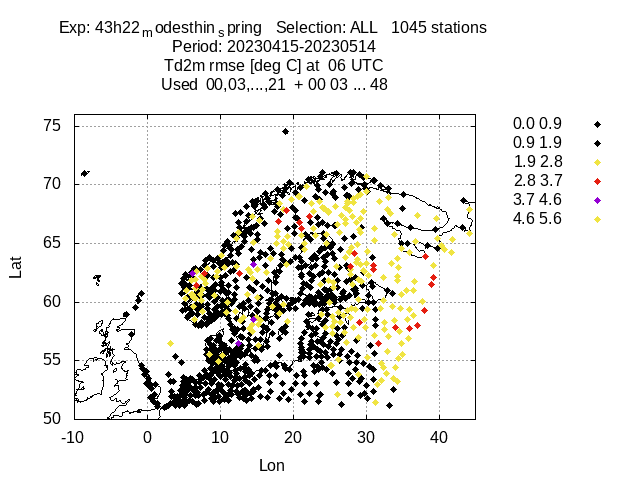 Exp: 43h22modesthinspring   Selection: ALL   1045 stations
Period: 20230415-20230514
Td2m rmse [deg C] at  06 UTC
Used  00,03,...,21  + 00 03 ... 48
0.0 0.9
0.9 1.9
1.9 2.8
2.8 3.7
3.7 4.6
4.6 5.6
75
70
65
60
55
50
Lat
-10 0 10 20 30 40
Lon